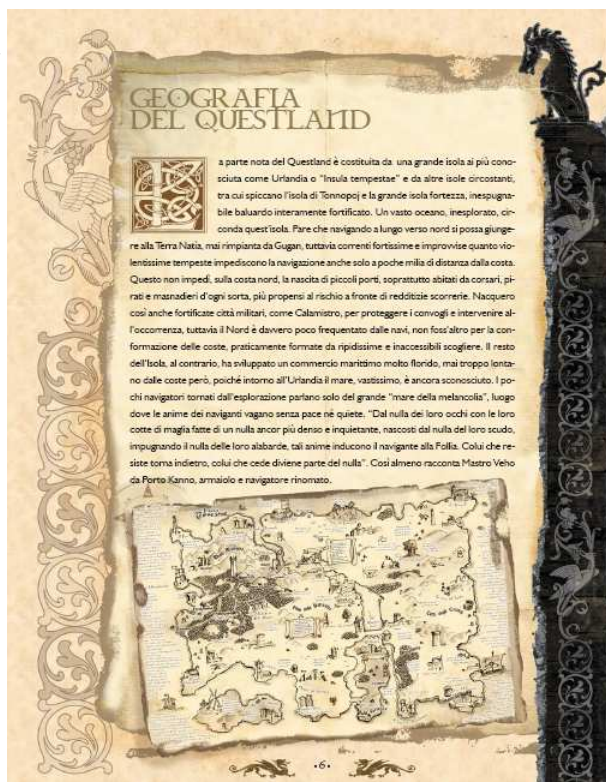 GEOGRAFIA
DEL QUESTLAND
La parte nota del Questland è costituita da una grande isola ai più cono-
sciuta come Urlandia o "Insula tempestae" e da altre isole circostanti,
tra cui spiccano l'isola di Tonnopoj e la grande isola fortezza, inespugna-
bile baluardo interamente fortificato. Un vasto oceano, inesplorato, cir-
conda quest'isola. Pare che navigando a lungo verso nord si possa giunge-
re alla Terra Natia, mai rimpianta da Gugan, tuttavia correnti fortissime e improvvise quanto vio-
lentissime tempeste impediscono la navigazione anche solo a poche milia di distanza dalla costa.
Questo non impedì, sulla costa nord, la nascita di piccoli porti, soprattutto abitati da corsari, pi-
rati e masnadieri d'ogni sorta, più propensi al rischio a fronte di redditizie scorrerie. Nacquero
così anche fortificate città militari, come Calamistro, per proteggere i convogli e intervenire al-
l'occorrenza, tuttavia il Nord è davvero poco frequentato dalle navi, non foss'altro per la con-
formazione delle coste, praticamente formate da ripidissime e inaccessibili scogliere. Il resto
dell'Isola, al contrario, ha sviluppato un commercio marittimo molto florido, mai troppo lonta-
no dalle coste però, poiché intorno all'Urlandia il mare, vastissimo, è ancora sconosciuto. I po-
chi navigatori tornati dall'esplorazione parlano solo del grande "mare della melancolia", luogo
dove le anime dei naviganti vagano senza pace né quiete. "Dal nulla dei loro occhi con le loro
cotte di maglia fatte di un nulla ancor più denso e inquietante, nascosti dal nulla del loro scudo,
impugnando il nulla delle loro alabarde, tali anime inducono il navigante alla Follia. Colui che re-
siste torna indietro, colui che cede diviene parte del nulla". Così almeno racconta Mastro Veho
da Porto Kanno, armaiolo e navigatore rinomato.
•6•